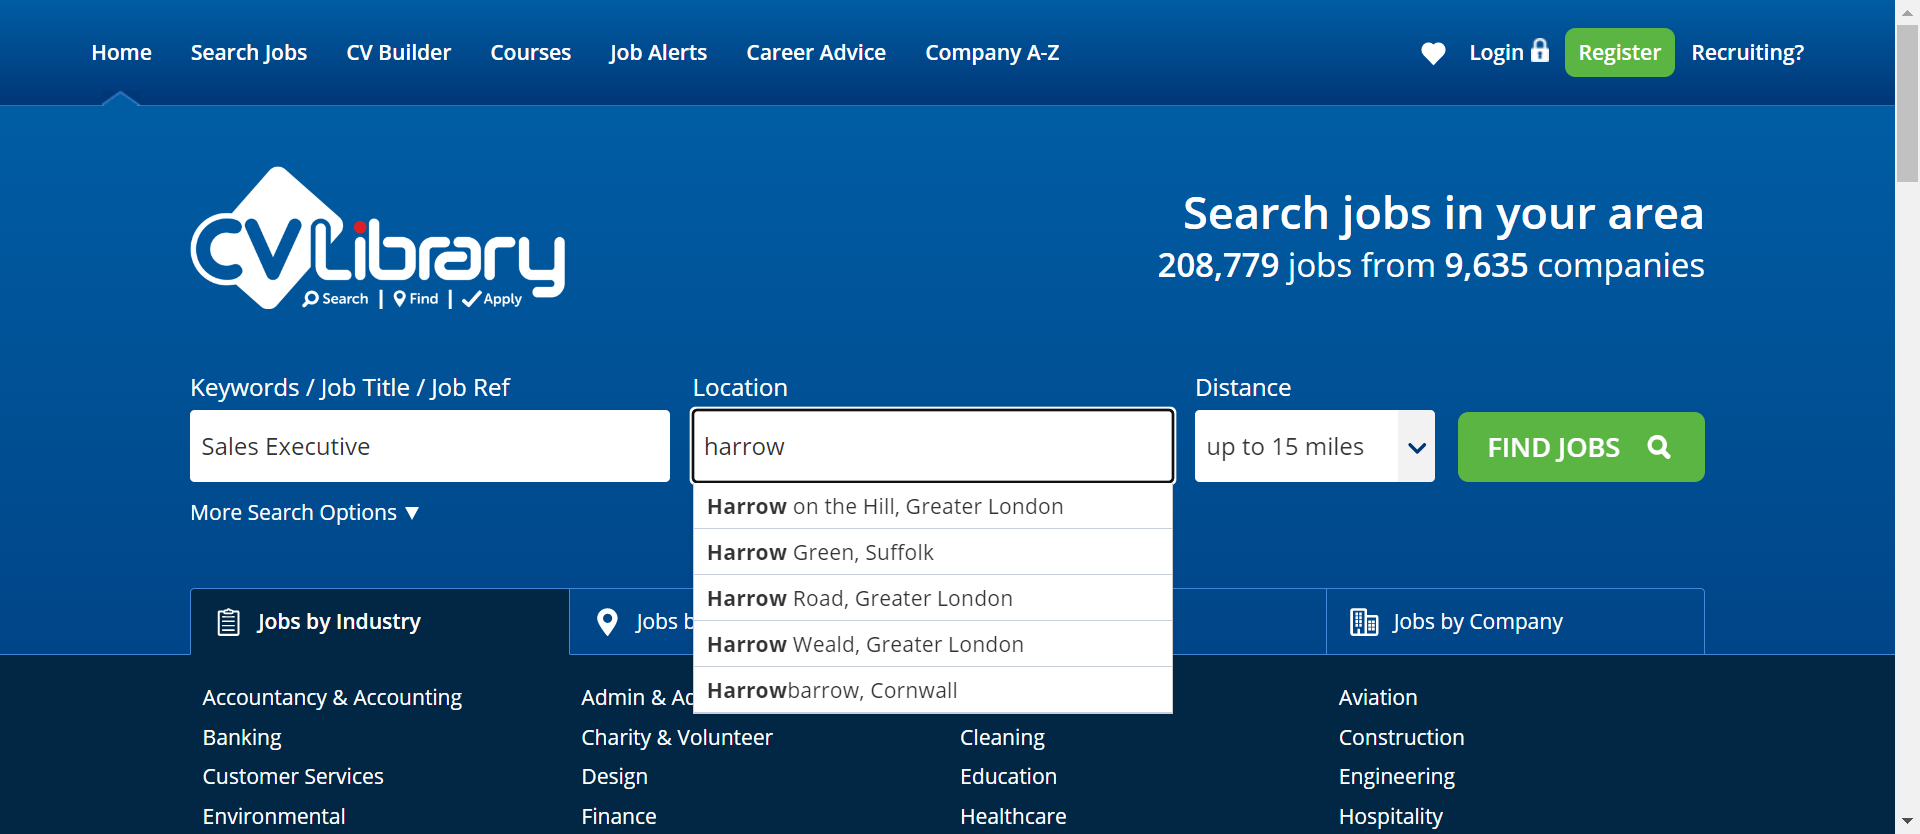 Home Search Jobs CV Builder Courses Job Alerts Career Advice Company A-Z Login Register Recruiting?
CVLibrary
Search | Find | Apply
Search jobs in your area
208,779 jobs from 9,635 companies
Keywords / Job Title / Job Ref Location Distance
Sales Executive harrow up to 15 miles FIND JOBS
More Search Options ▼
Harrow on the Hill, Greater London
Harrow Green, Suffolk
Harrow Road, Greater London
Harrow Weald, Greater London
Harrowbarrow, Cornwall
Jobs by Industry Jobs Jobs by Company
Accountancy & Accounting Admin & Aviation
Banking Charity & Volunteer Cleaning Construction
Customer Services Design Education Engineering
Environmental Finance Healthcare Hospitality